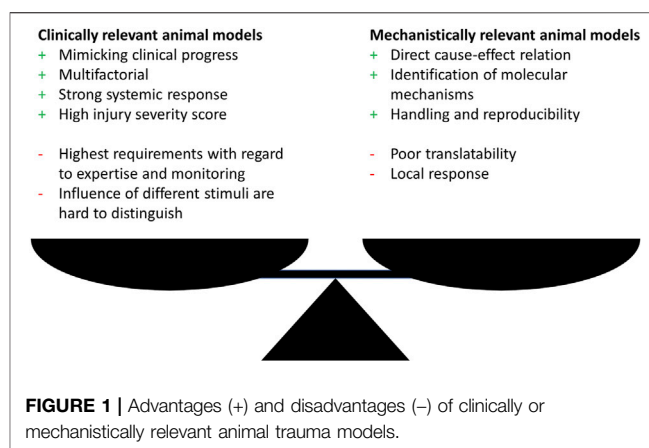 Clinically relevant animal models
+ Mimicking clinical progress
+ Multifactorial
+ Strong systemic response
+ High injury severity score
- Highest requirements with regard
to expertise and monitoring
- Influence of different stimuli are
hard to distinguish
Mechanistically relevant animal models
+ Direct cause-effect relation
+ Identification of molecular
mechanisms
+ Handling and reproducibility
- Poor translatability
- Local response
FIGURE 1 | Advantages (+) and disadvantages (–) of clinically or
mechanistically relevant animal trauma models.